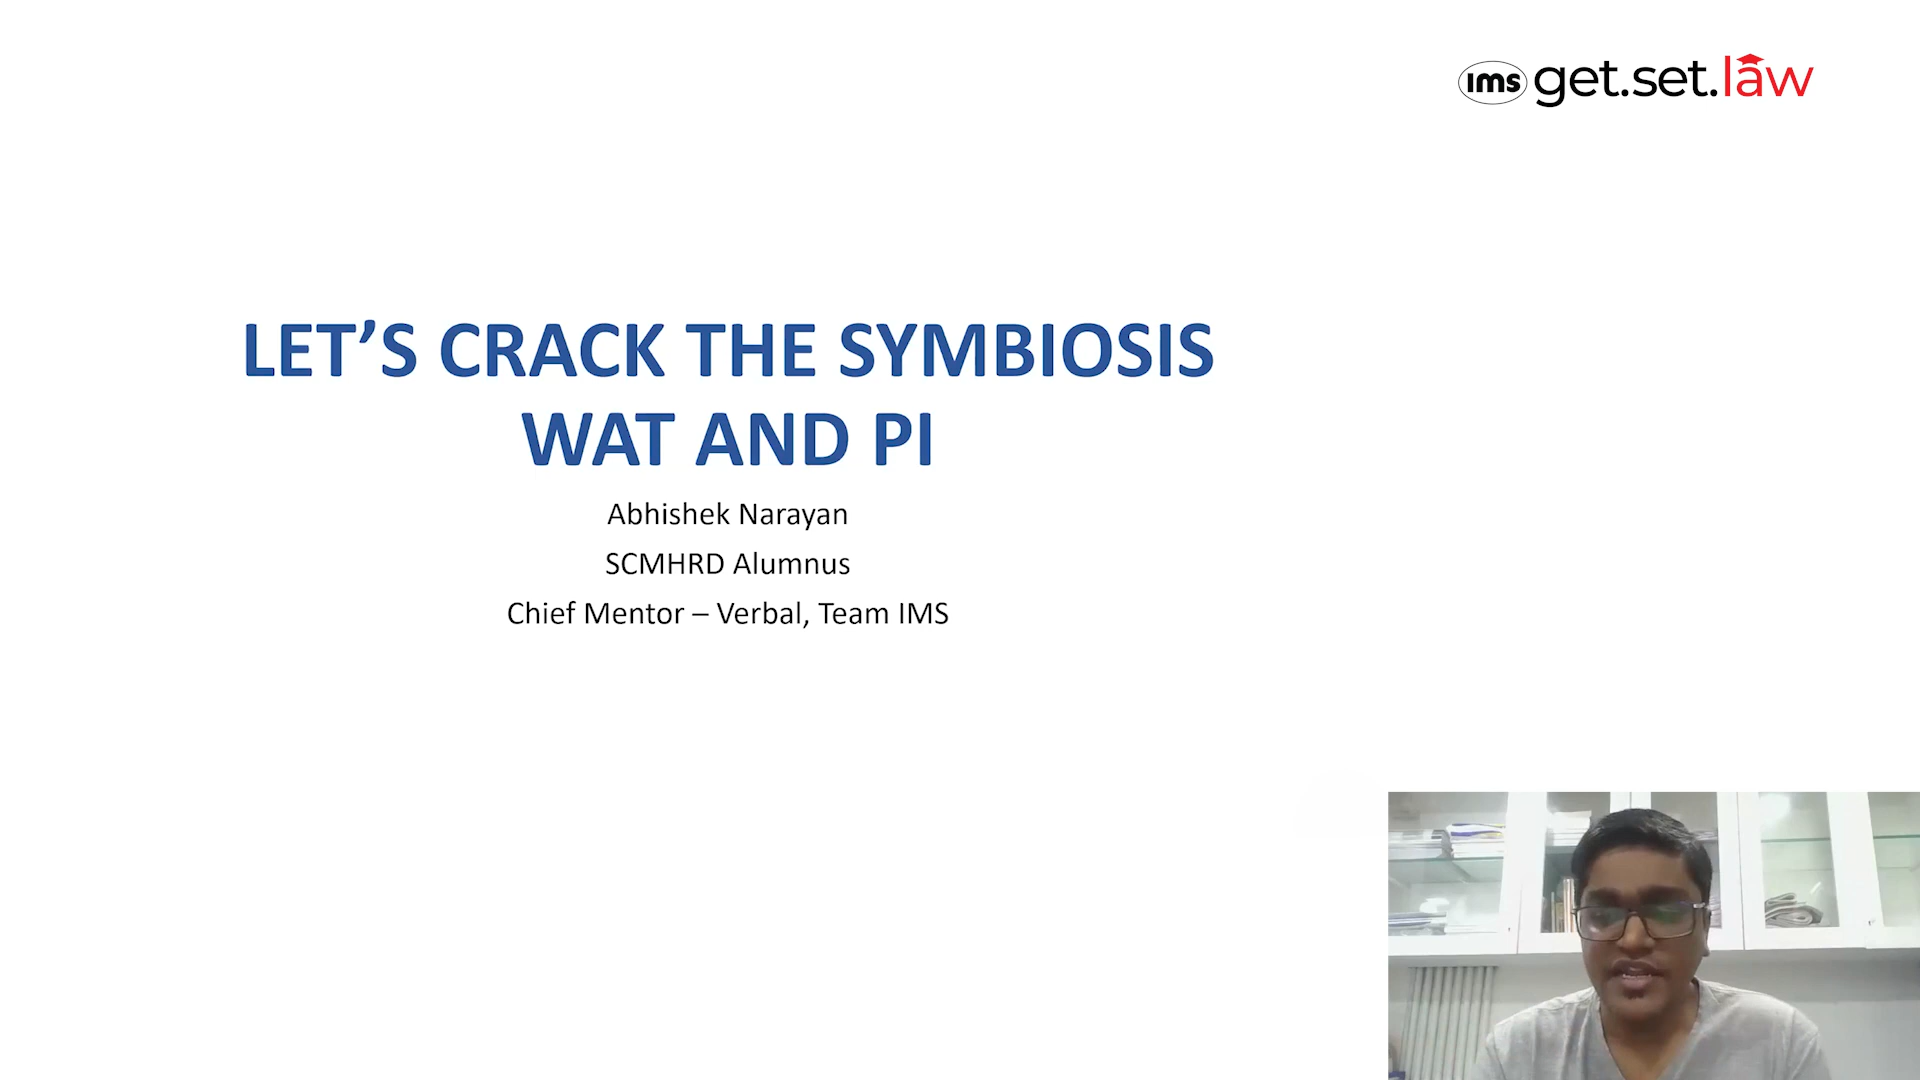 ims get.set.law
LET’S CRACK THE SYMBIOSIS
WAT AND PI
Abhishek Narayan
SCMHRD Alumnus
Chief Mentor – Verbal, Team IMS